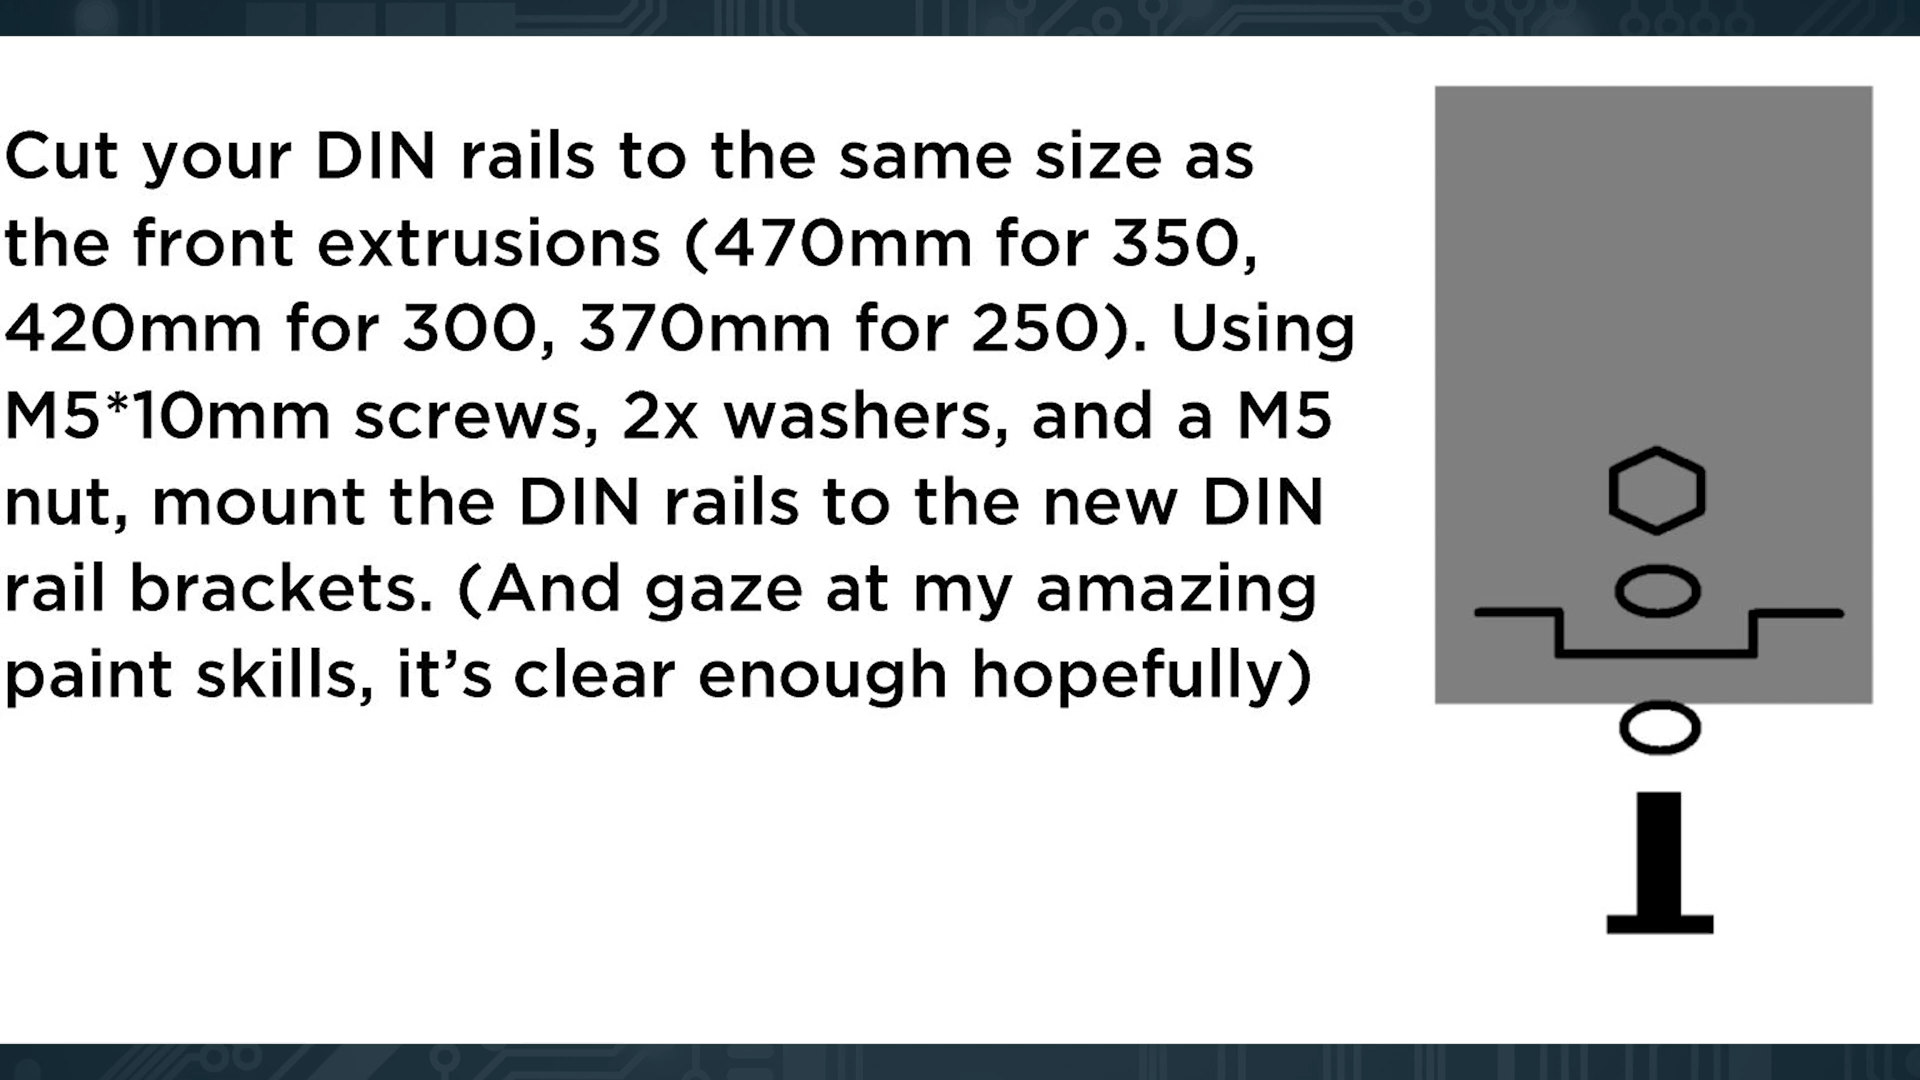 Cut your DIN rails to the same size as
the front extrusions (470mm for 350,
420mm for 300, 370mm for 250). Using
M5*10mm screws, 2x washers, and a M5
nut, mount the DIN rails to the new DIN
rail brackets. (And gaze at my amazing
paint skills, it’s clear enough hopefully)